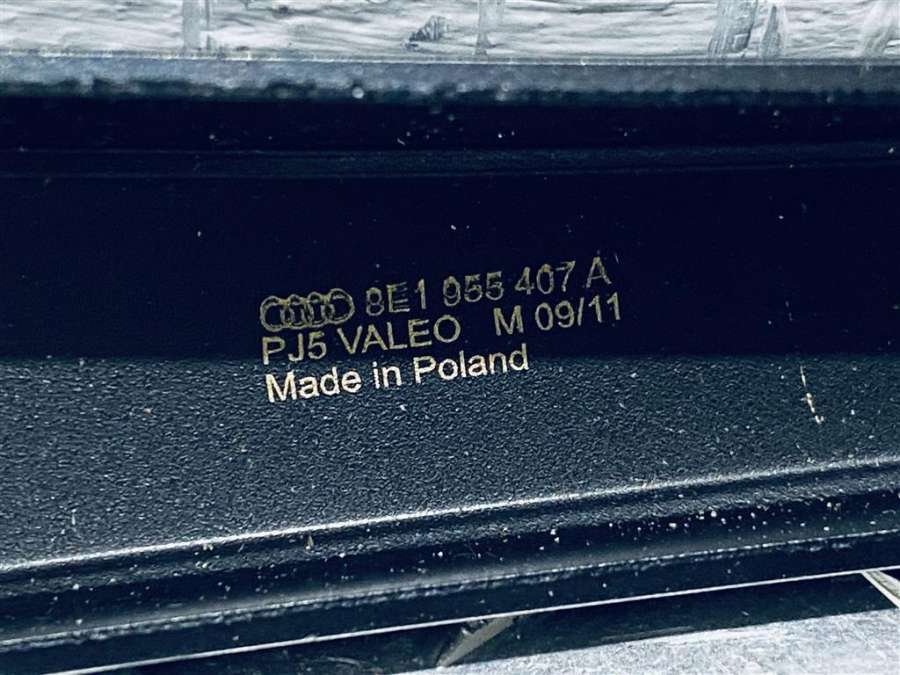 8E1 955 407 A
PJ5 VALEO M 09/11
Made in Poland